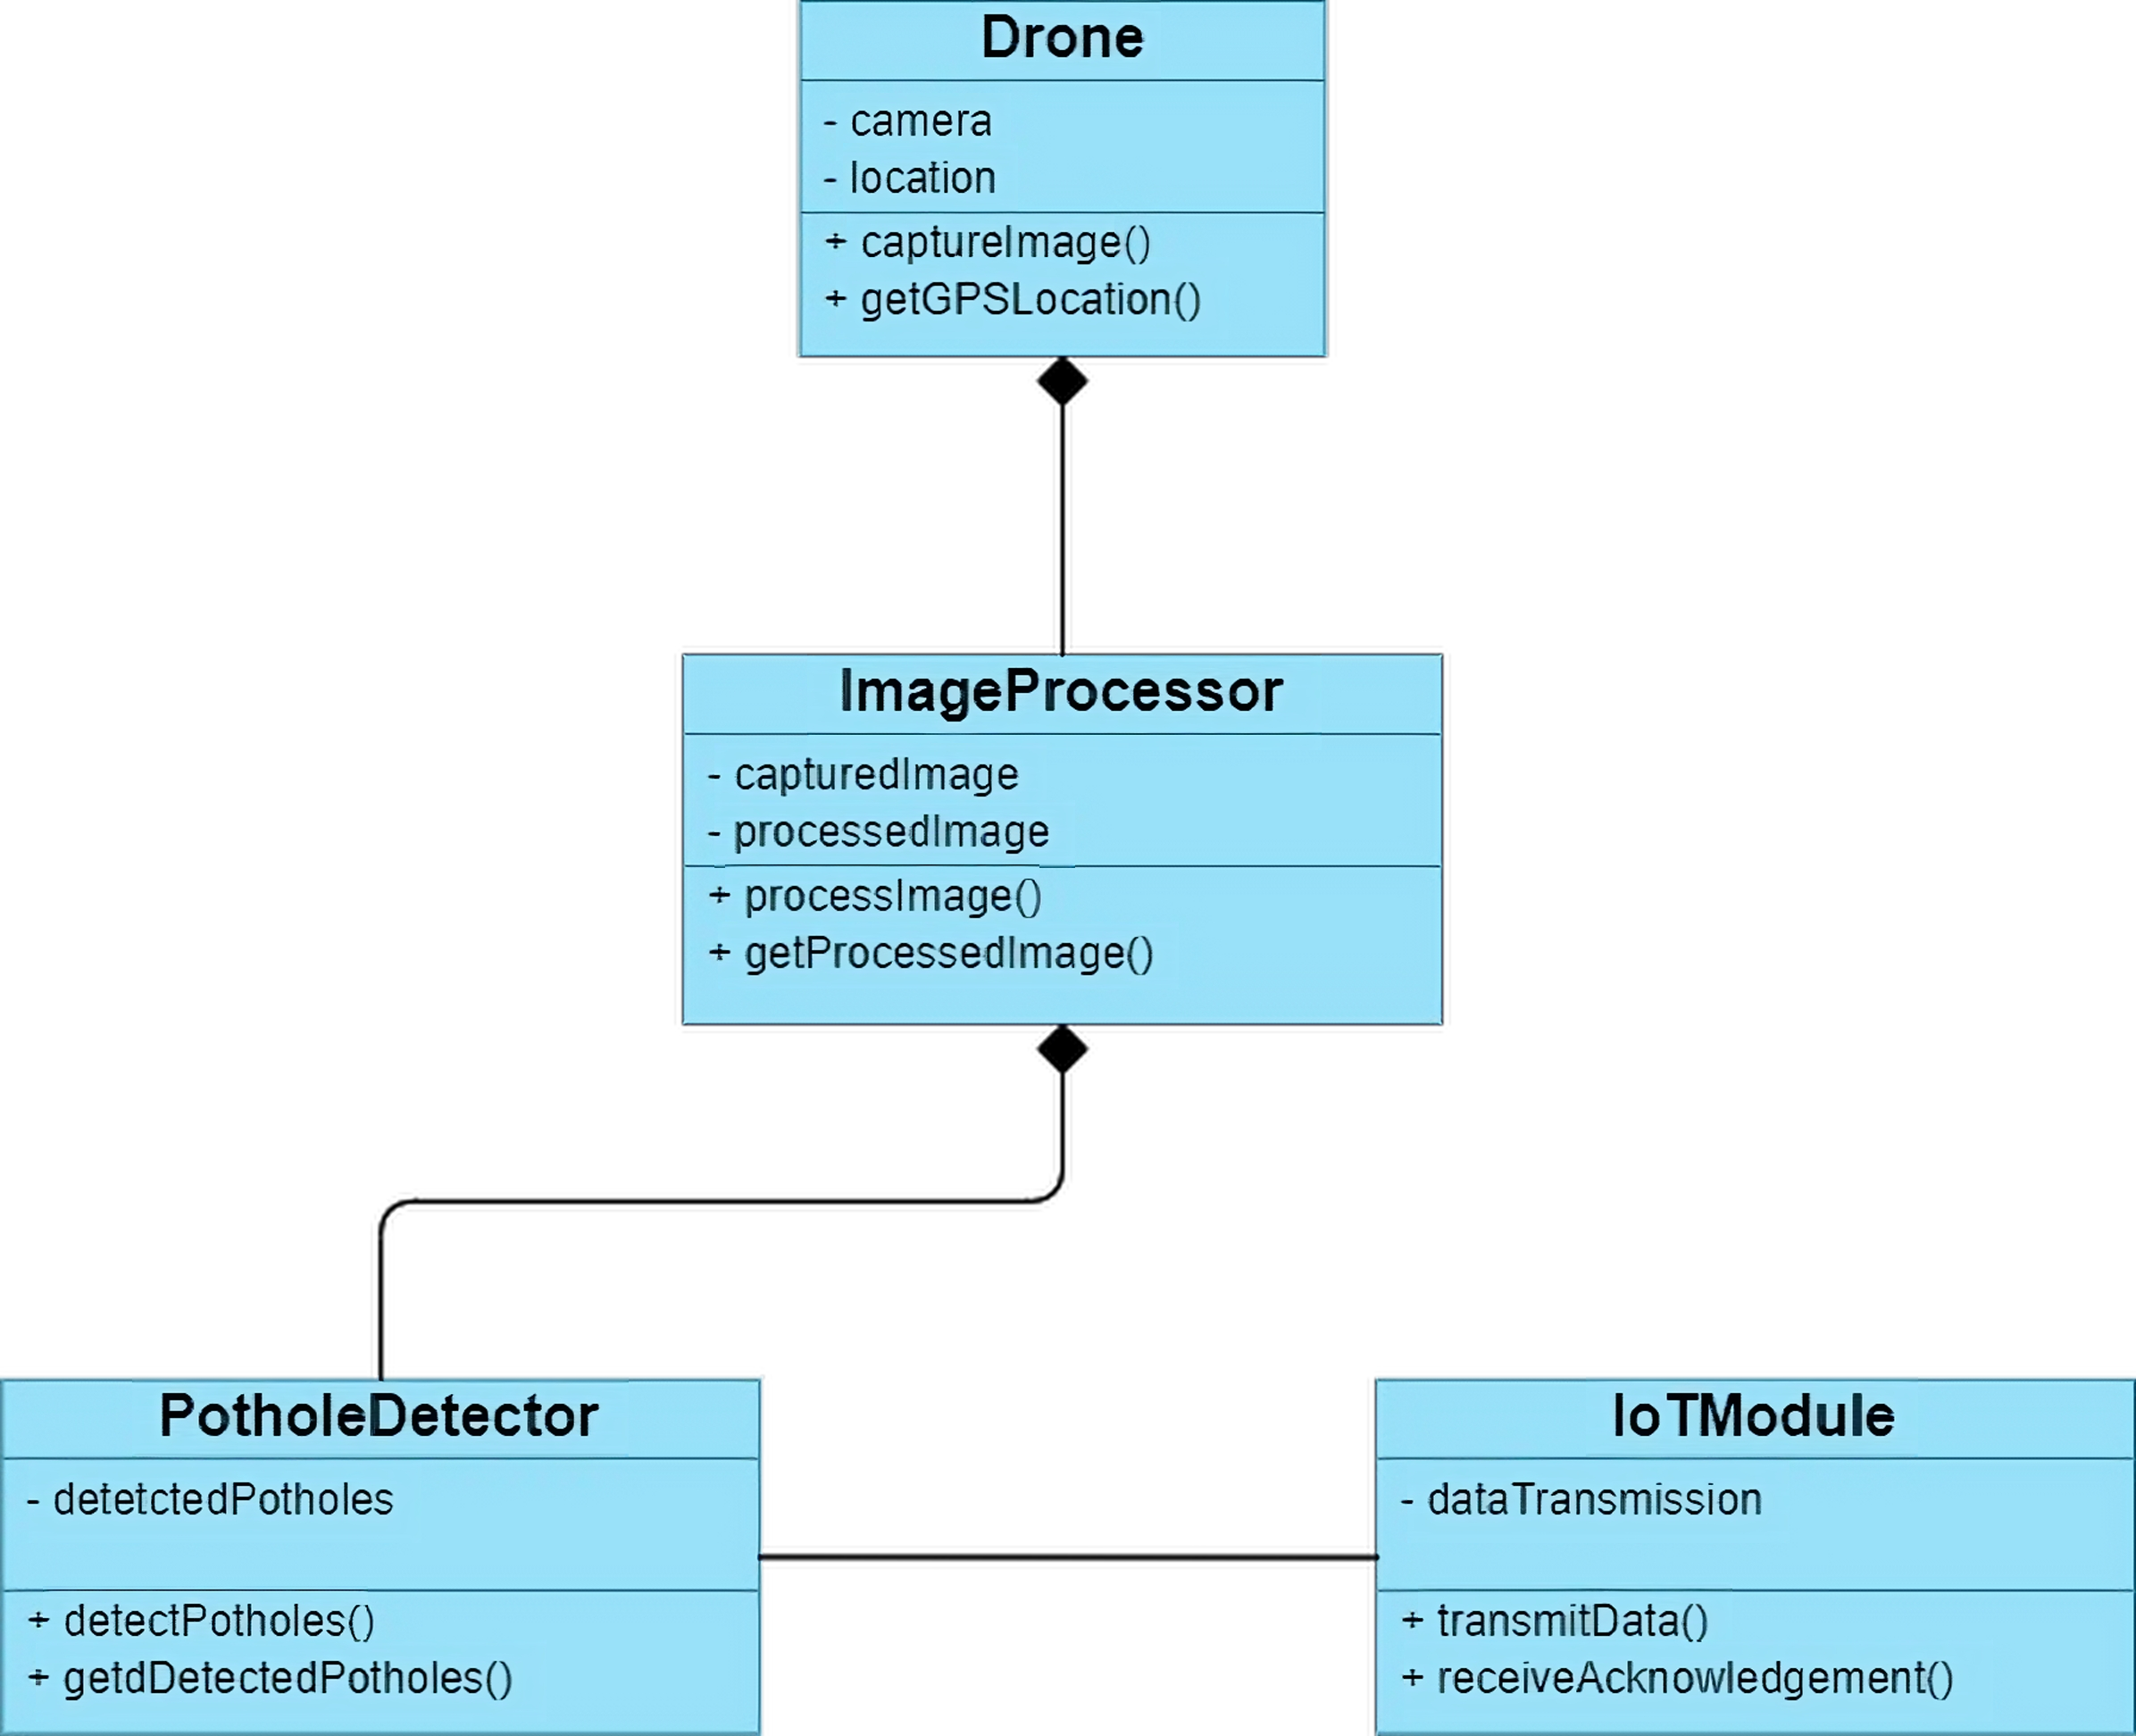 Drone
- camera
- location
+ captureImage()
+ getGPSLocation()
ImageProcessor
- capturedImage
- processedImage
+ processImage()
+ getProcessedImage()
PotholeDetector
- detetctedPotholes
+ detectPotholes()
+ getdDetectedPotholes()
IoTModule
- dataTransmission
+ transmitData()
+ receiveAcknowledgement()